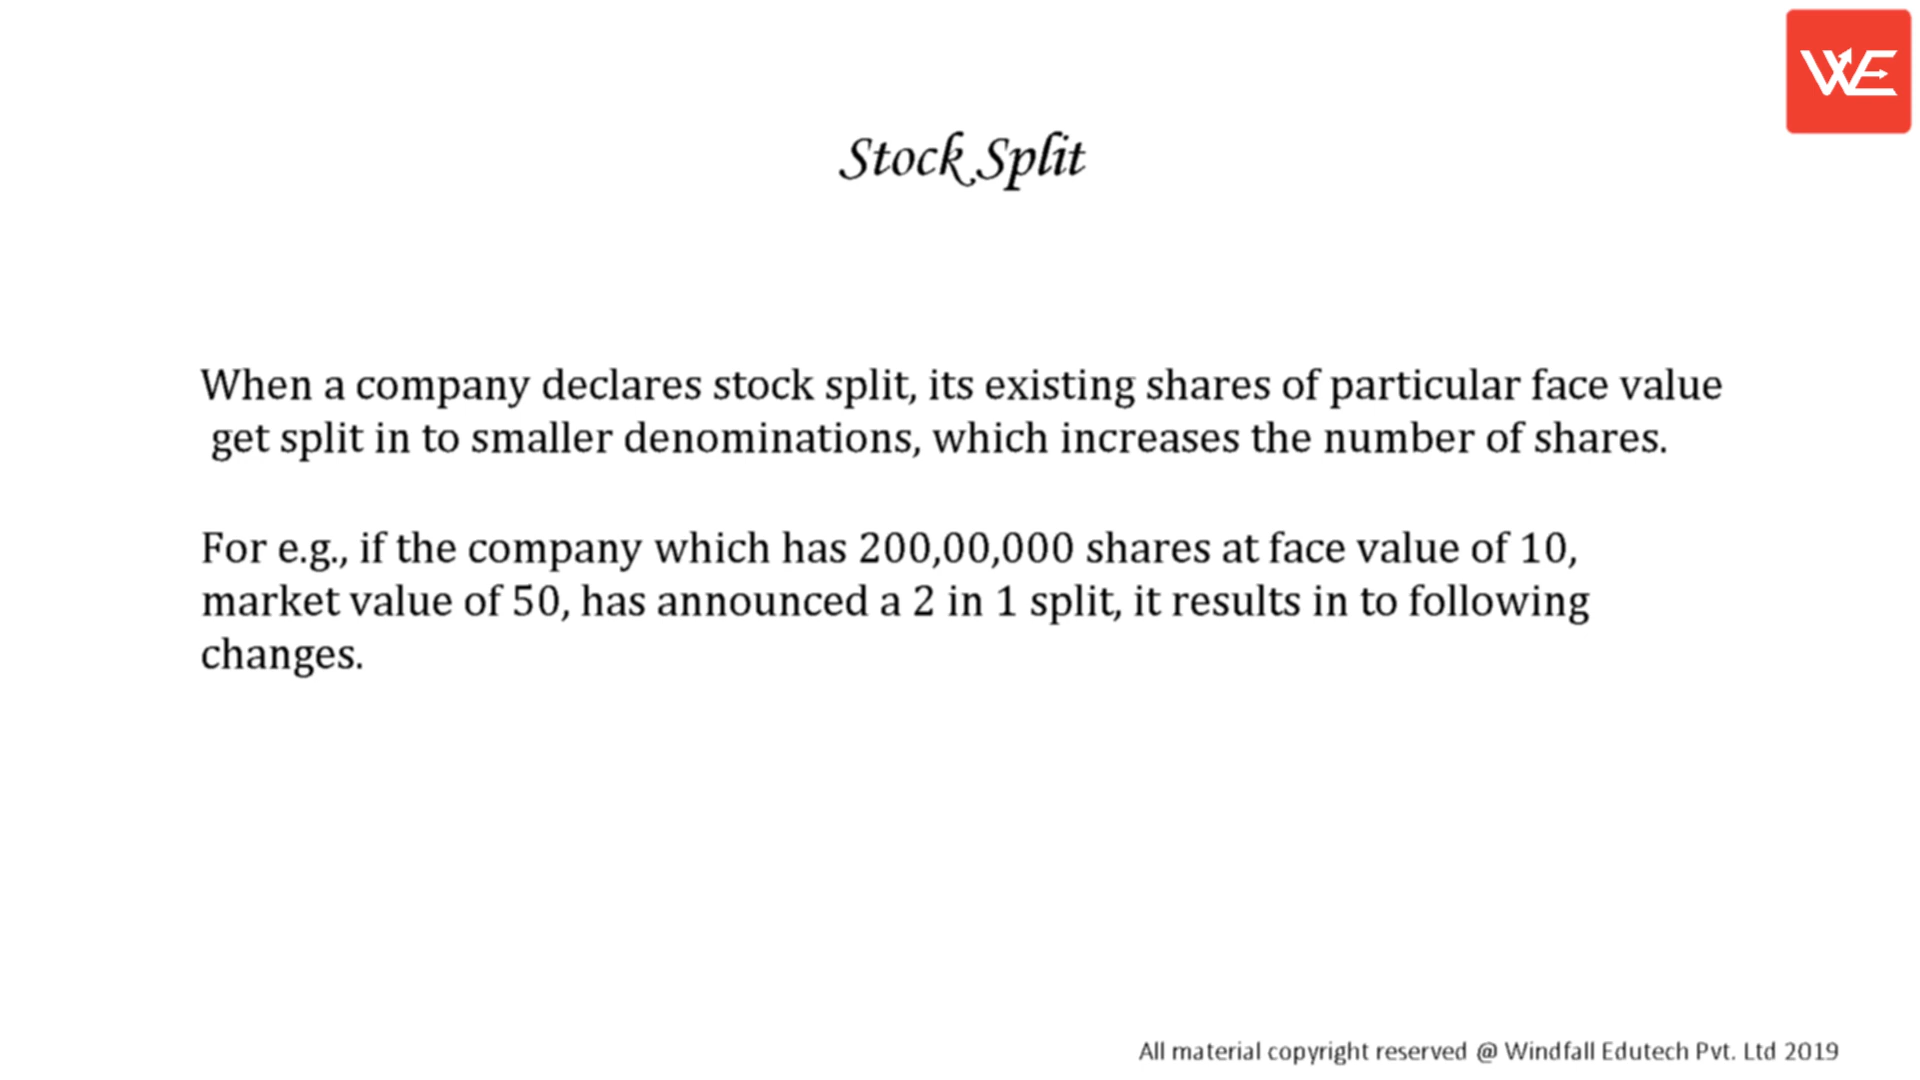 WE
Stock Split
When a company declares stock split, its existing shares of particular face value
get split in to smaller denominations, which increases the number of shares.
For e.g., if the company which has 200,00,000 shares at face value of 10,
market value of 50, has announced a 2 in 1 split, it results in to following
changes.
All material copyright reserved @ Windfall Edutech Pvt. Ltd 2019